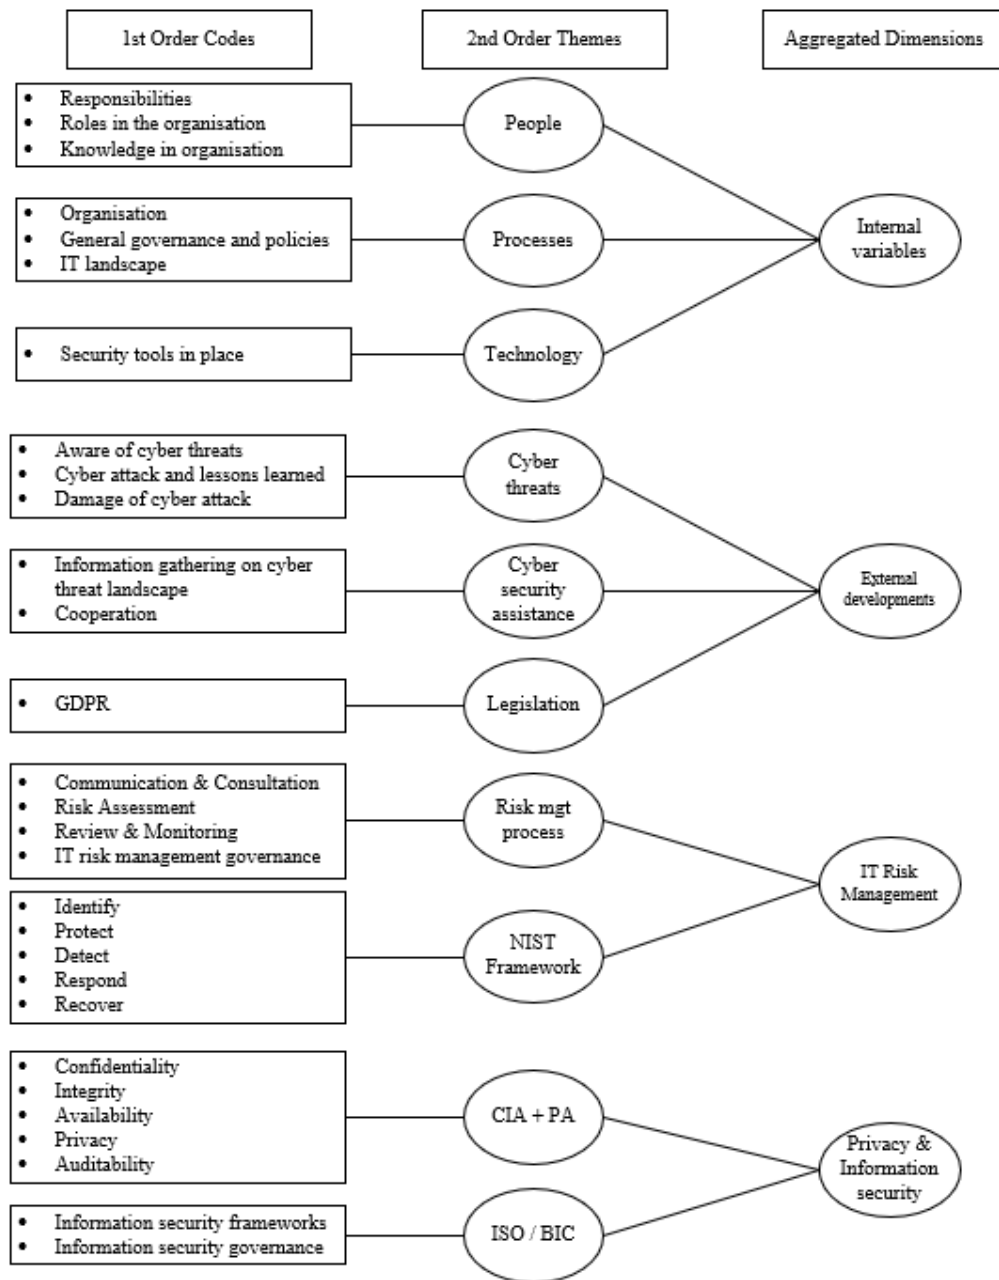 1st Order Codes
2nd Order Themes
Aggregated Dimensions
• Responsibilities
• Roles in the organisation
• Knowledge in organisation
People
• Organisation
• General governance and policies
• IT landscape
Processes
Internal
variables
• Security tools in place
Technology
• Aware of cyber threats
• Cyber attack and lessons learned
• Damage of cyber attack
Cyber
threats
• Information gathering on cyber
threat landscape
• Cooperation
Cyber
security
assistance
External
developments
• GDPR
Legislation
• Communication & Consultation
• Risk Assessment
• Review & Monitoring
• IT risk management governance
Risk mgt
process
• Identify
• Protect
• Detect
• Respond
• Recover
NIST
Framework
IT Risk
Management
• Confidentiality
• Integrity
• Availability
• Privacy
• Auditability
CIA + PA
• Information security frameworks
• Information security governance
ISO / BIC
Privacy &
Information
security